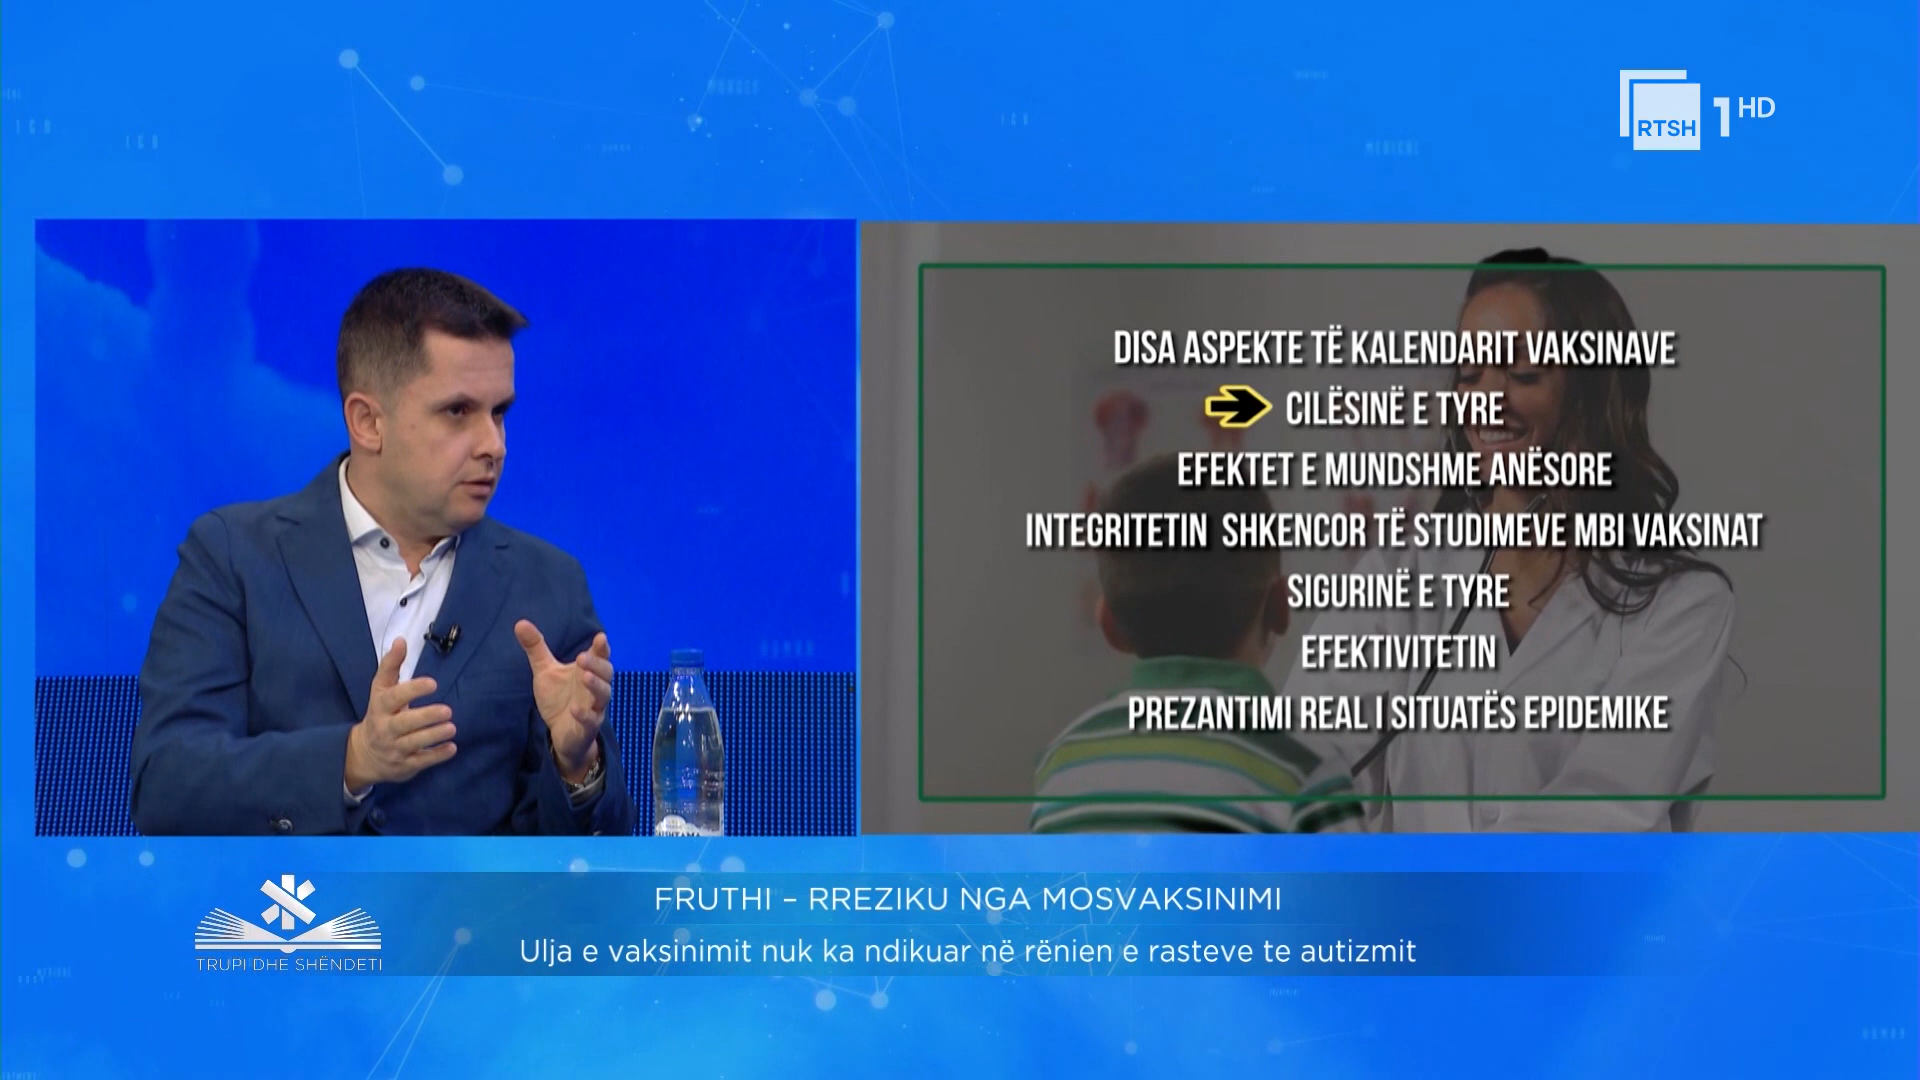 RTSH 1 HD
DISA ASPEKTE TË KALENDARIT VAKSINAVE
CILËSINË E TYRE
EFEKTET E MUNDSHME ANËSORE
INTEGRITETIN SHKENCOR TË STUDIMEVE MBI VAKSINAT
SIGURINË E TYRE
EFEKTIVITETIN
PREZANTIMI REAL I SITUATËS EPIDEMIKE
FRUTHI – RREZIKU NGA MOSVAKSINIMI
Ulja e vaksinimit nuk ka ndikuar në rënien e rasteve te autizmit
TRUPI DHE SHËNDETI
MEDICAL